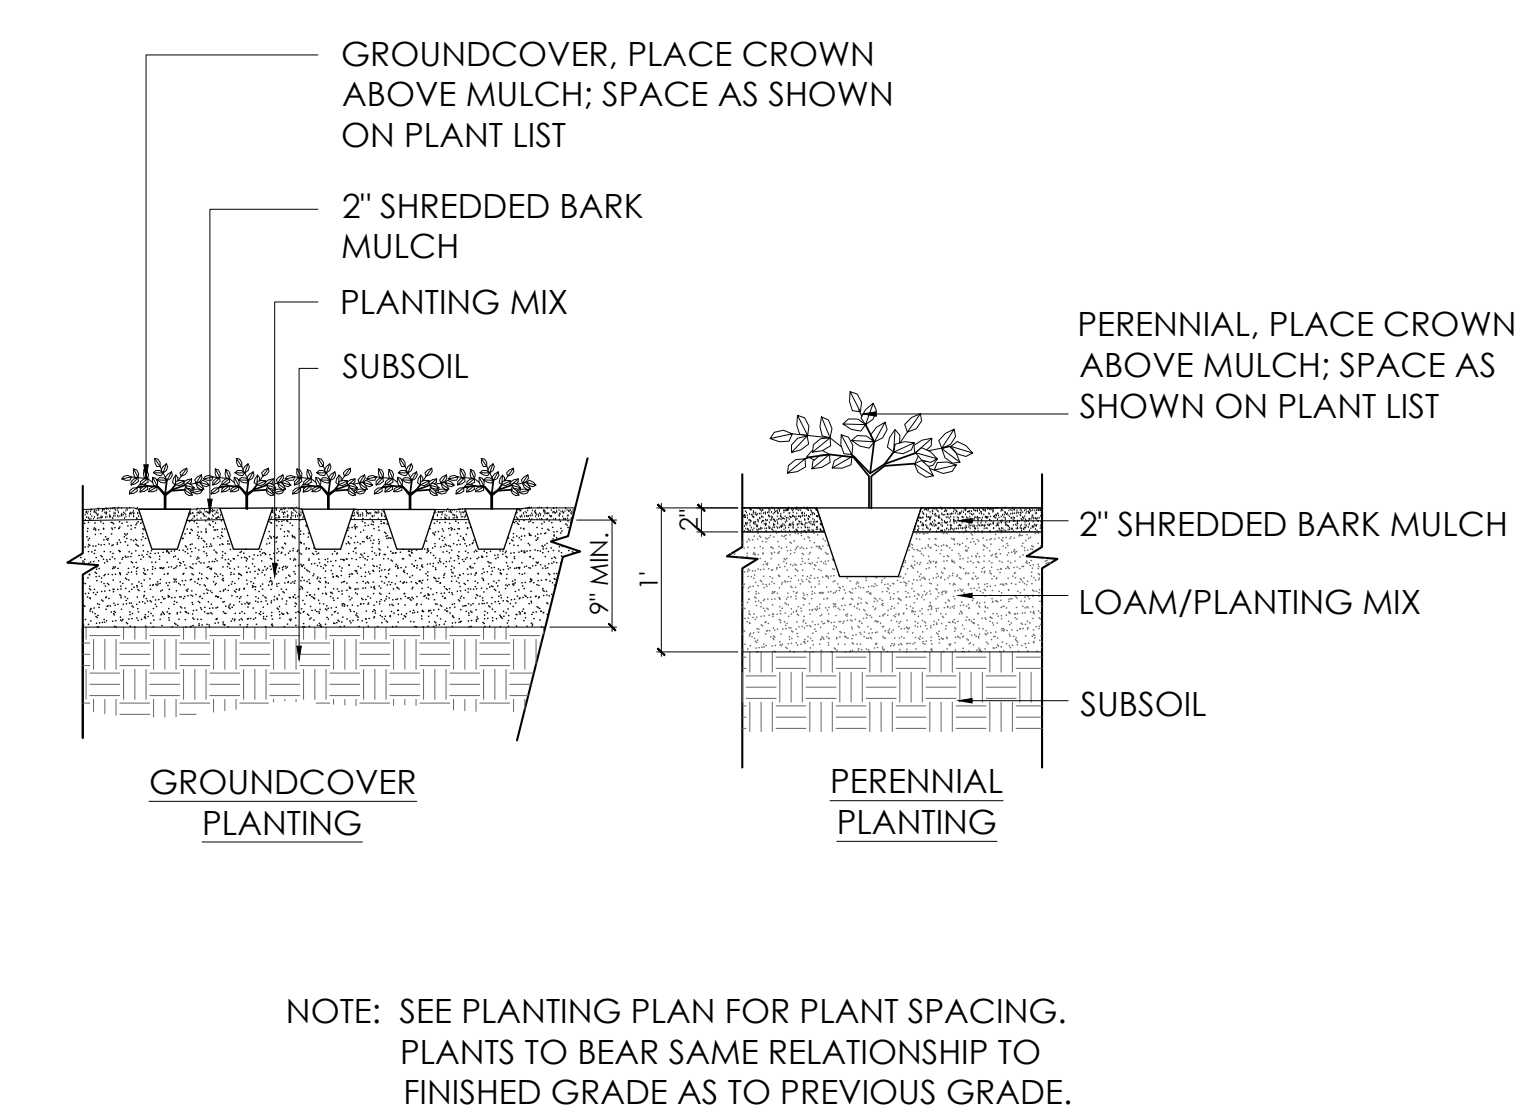 GROUNDCOVER, PLACE CROWN
ABOVE MULCH; SPACE AS SHOWN
ON PLANT LIST
2" SHREDDED BARK
MULCH
PLANTING MIX
SUBSOIL
9" MIN.
GROUNDCOVER
PLANTING
PERENNIAL, PLACE CROWN
ABOVE MULCH; SPACE AS
SHOWN ON PLANT LIST
2"
1'
2" SHREDDED BARK MULCH
LOAM/PLANTING MIX
SUBSOIL
PERENNIAL
PLANTING
NOTE: SEE PLANTING PLAN FOR PLANT SPACING.
PLANTS TO BEAR SAME RELATIONSHIP TO
FINISHED GRADE AS TO PREVIOUS GRADE.